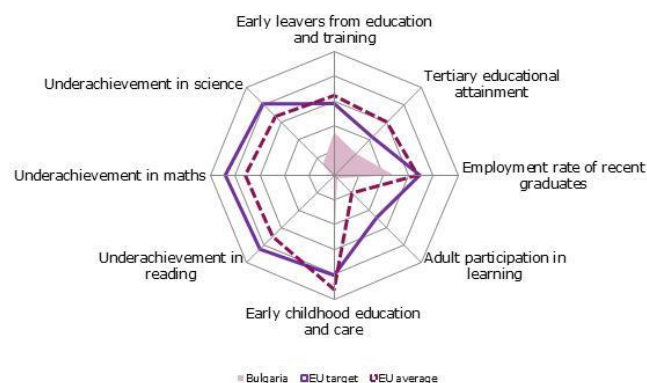 Early leavers from education
and training
Underachievement in science
Tertiary educational
attainment
Underachievement in maths
Employment rate of recent
graduates
Underachievement in
reading
Adult participation in
learning
Early childhood education
and care
Bulgaria EU target EU average